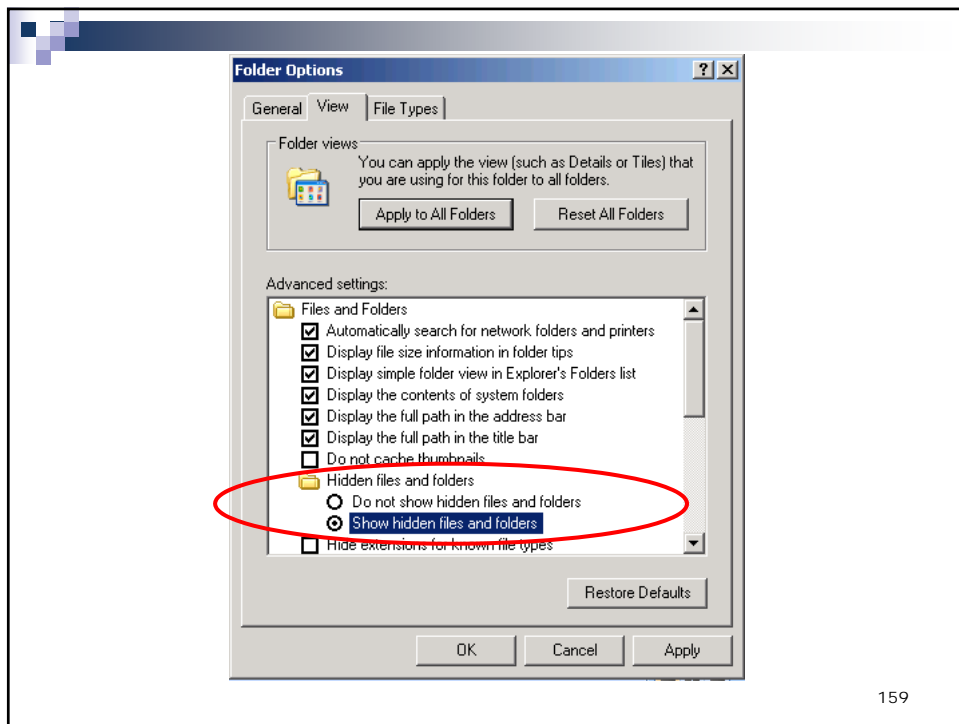 Folder Options
General View File Types
Folder views
You can apply the view (such as Details or Tiles) that
you are using for this folder to all folders.
Apply to All Folders Reset All Folders
Advanced settings:
Files and Folders
Automatically search for network folders and printers
Display file size information in folder tips
Display simple folder view in Explorer's Folders list
Display the contents of system folders
Display the full path in the address bar
Display the full path in the title bar
Do not cache thumbnails
Hidden files and folders
Do not show hidden files and folders
Show hidden files and folders
Hide extensions for known file types
Restore Defaults
OK Cancel Apply
159